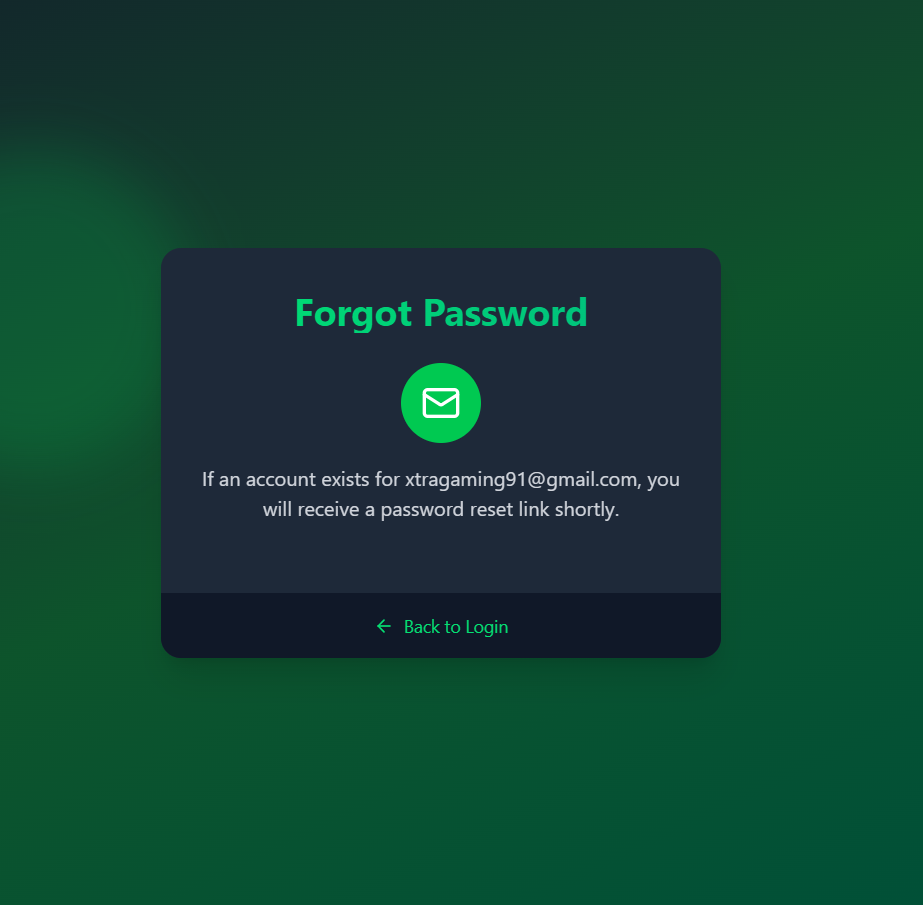 Forgot Password
If an account exists for xtragaming91@gmail.com, you
will receive a password reset link shortly.
Back to Login